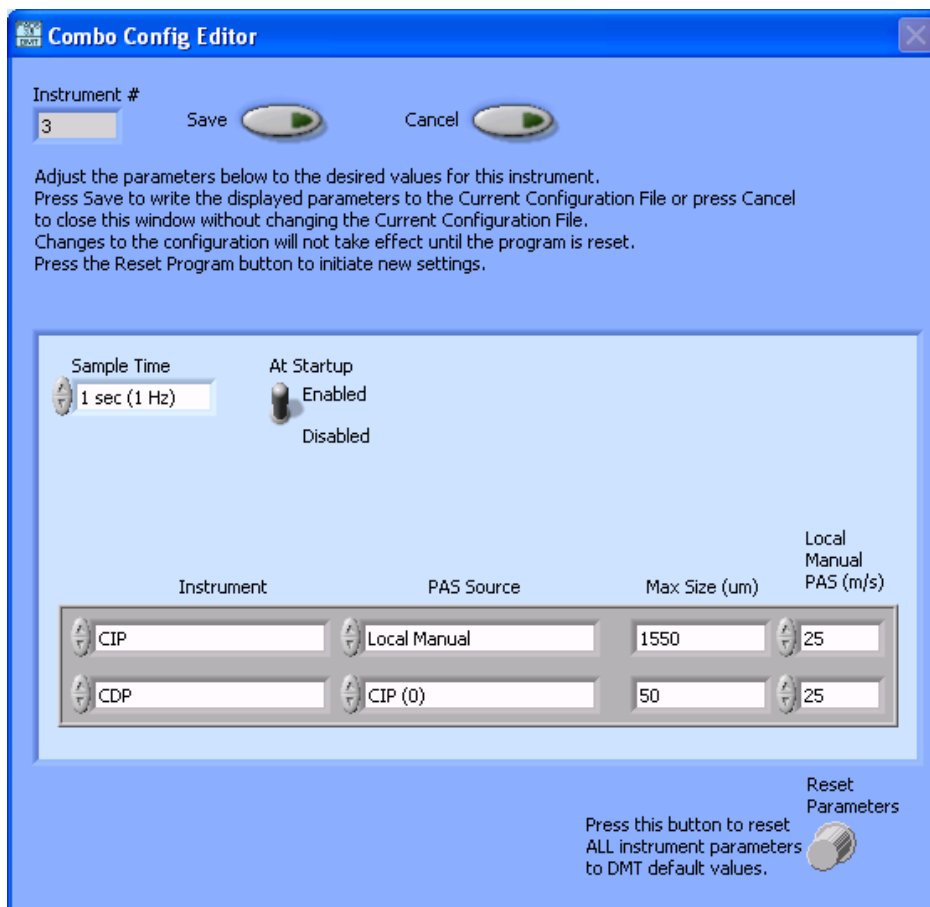 Combo Config Editor
Instrument #
3
Save
Cancel
Adjust the parameters below to the desired values for this instrument.
Press Save to write the displayed parameters to the Current Configuration File or press Cancel
to close this window without changing the Current Configuration File.
Changes to the configuration will not take effect until the program is reset.
Press the Reset Program button to initiate new settings.
Sample Time
1 sec (1 Hz)
At Startup
Enabled
Disabled
Instrument
PAS Source
Max Size (um)
Local
Manual
PAS (m/s)
CIP
Local Manual
1550
25
CDP
CIP (0)
50
25
Reset
Parameters
Press this button to reset
ALL instrument parameters
to DMT default values.